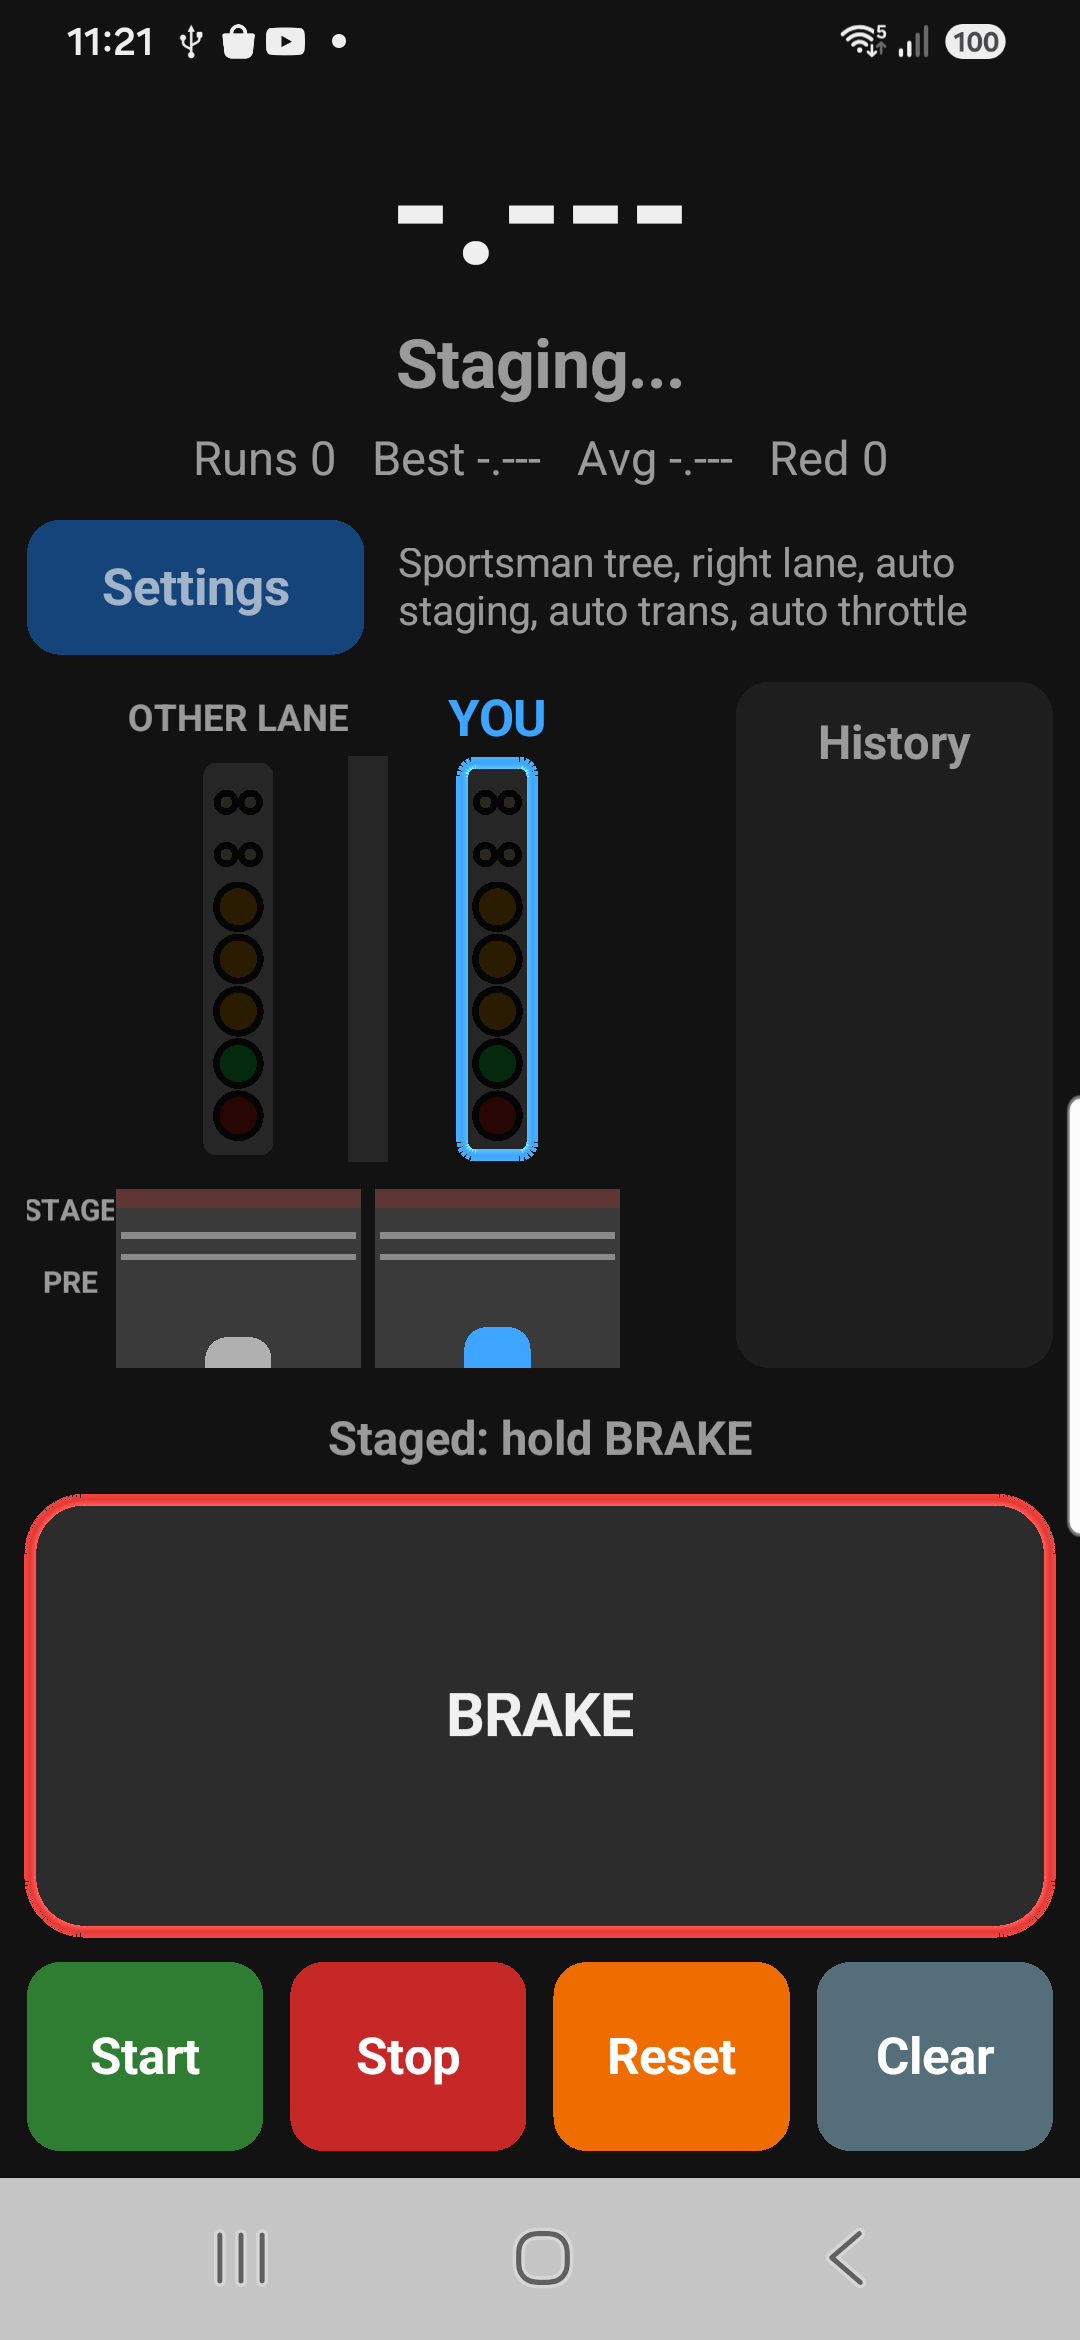 11:21
5
100
-.---
Staging...
Runs 0 Best -.--- Avg -.--- Red 0
Settings
Sportsman tree, right lane, auto
staging, auto trans, auto throttle
OTHER LANE
YOU
History
STAGE
PRE
Staged: hold BRAKE
BRAKE
Start
Stop
Reset
Clear